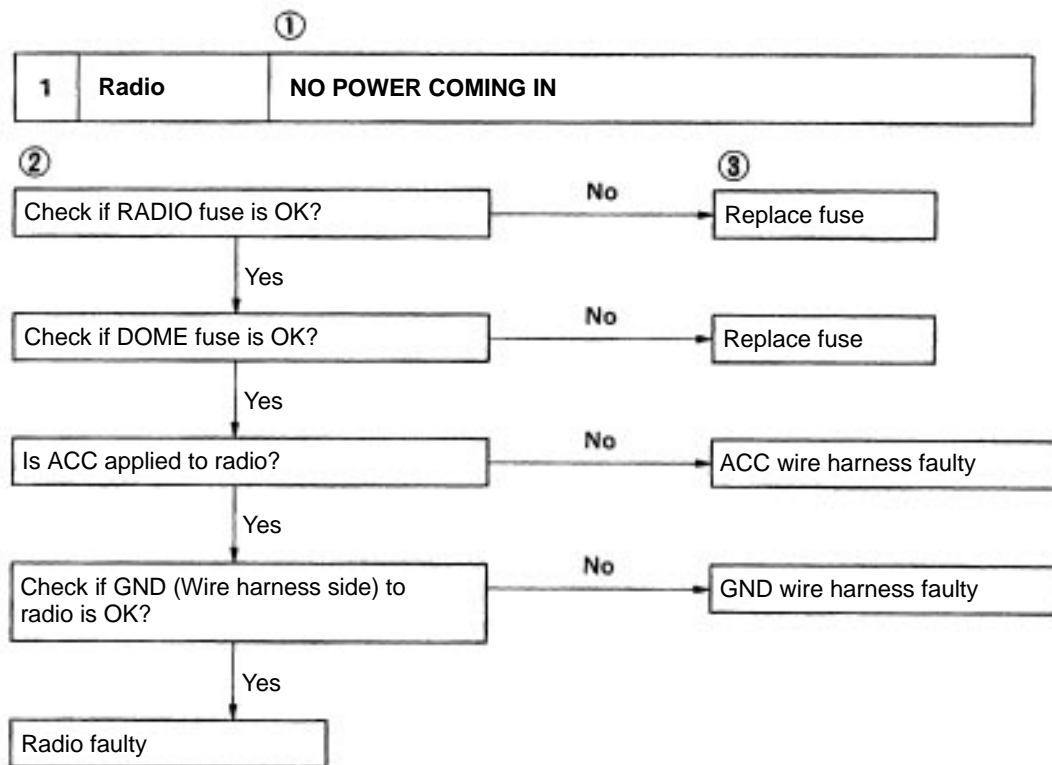 ①
1 Radio NO POWER COMING IN
② ③
Check if RADIO fuse is OK? No Replace fuse
Yes
Check if DOME fuse is OK? No Replace fuse
Yes
Is ACC applied to radio? No ACC wire harness faulty
Yes
Check if GND (Wire harness side) to
radio is OK?
No
GND wire harness faulty
Yes
Radio faulty